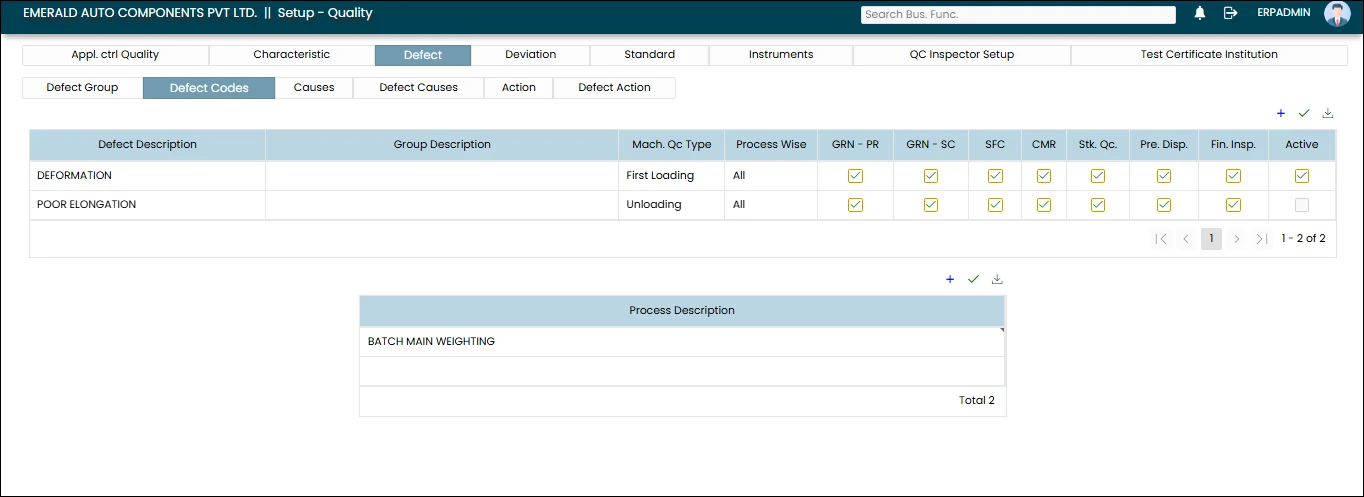 EMERALD AUTO COMPONENTS PVT LTD. || Setup - Quality Search Bus. Func. ERPADMIN
Appl. ctrl Quality Characteristic Defect Deviation Standard Instruments QC Inspector Setup Test Certificate Institution
Defect Group Defect Codes Causes Defect Causes Action Defect Action
Defect Description Group Description Mach. Qc Type Process Wise GRN - PR GRN - SC SFC CMR Stk. Qc. Pre. Disp. Fin. Insp. Active
DEFORMATION First Loading All
POOR ELONGATION Unloading All
1 1 - 2 of 2
Process Description
BATCH MAIN WEIGHTING
Total 2